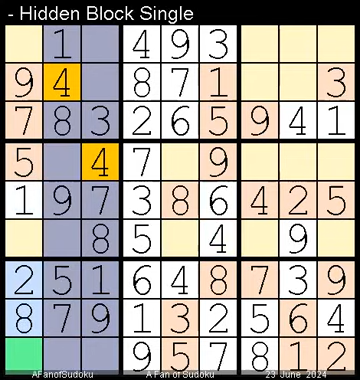 - Hidden Block Single
1 4 9 3
9 4 8 7 1 3
7 8 3 2 6 5 9 4 1
5 4 7 9
1 9 7 3 8 6 4 2 5
8 5 4 9
2 5 1 6 4 8 7 3 9
8 7 9 1 3 2 5 6 4
9 5 7 8 1 2
AFanofSudoku A Fan of Sudoku 23 June 2024